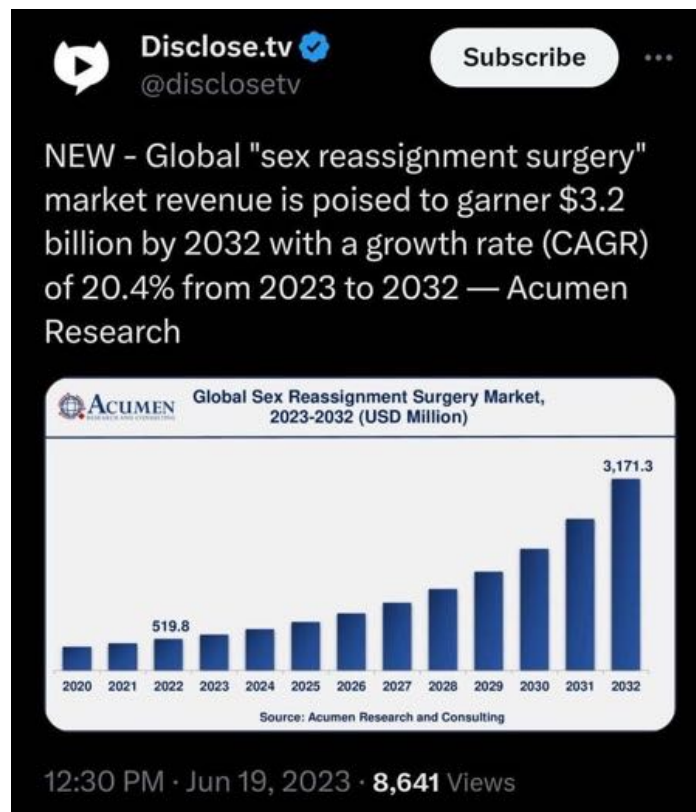 Disclose.tv
Subscribe
@disclosetv
NEW - Global "sex reassignment surgery"
market revenue is poised to garner $3.2
billion by 2032 with a growth rate (CAGR)
of 20.4% from 2023 to 2032 — Acumen
Research
ACUMEN
RESEARCH AND CONSULTING
Global Sex Reassignment Surgery Market,
2023-2032 (USD Million)
3,171.3
519.8
2020 2021 2022 2023 2024 2025 2026 2027 2028 2029 2030 2031 2032
Source: Acumen Research and Consulting
12:30 PM · Jun 19, 2023 · 8,641 Views